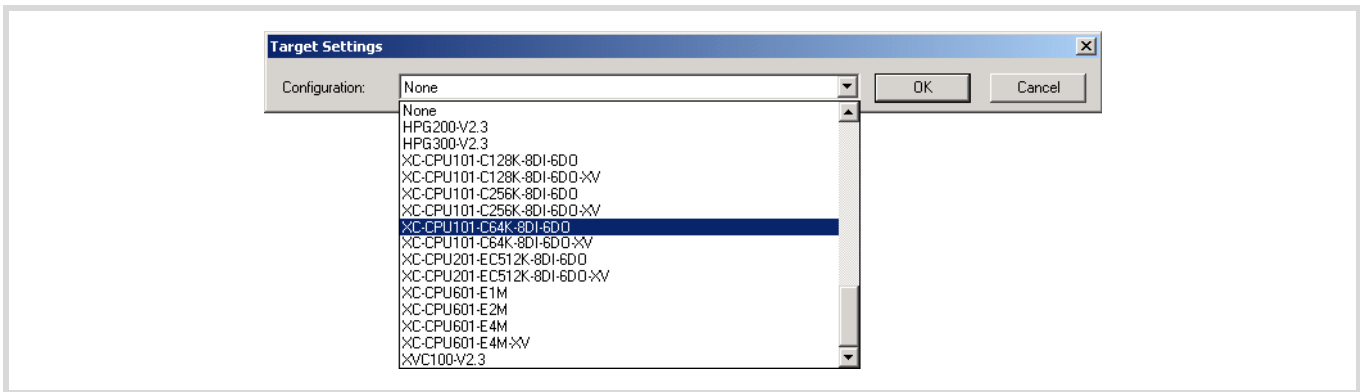 Target Settings
Configuration: None OK Cancel
None
HPG200-V2.3
HPG300-V2.3
XC-CPU101-C128K-8DI-6DO
XC-CPU101-C128K-8DI-6DO-XV
XC-CPU101-C256K-8DI-6DO
XC-CPU101-C256K-8DI-6DO-XV
XC-CPU101-C64K-8DI-6DO
XC-CPU101-C64K-8DI-6DO-XV
XC-CPU201-EC512K-8DI-6DO
XC-CPU201-EC512K-8DI-6DO-XV
XC-CPU601-E1M
XC-CPU601-E2M
XC-CPU601-E4M
XC-CPU601-E4M-XV
XVC100-V2.3